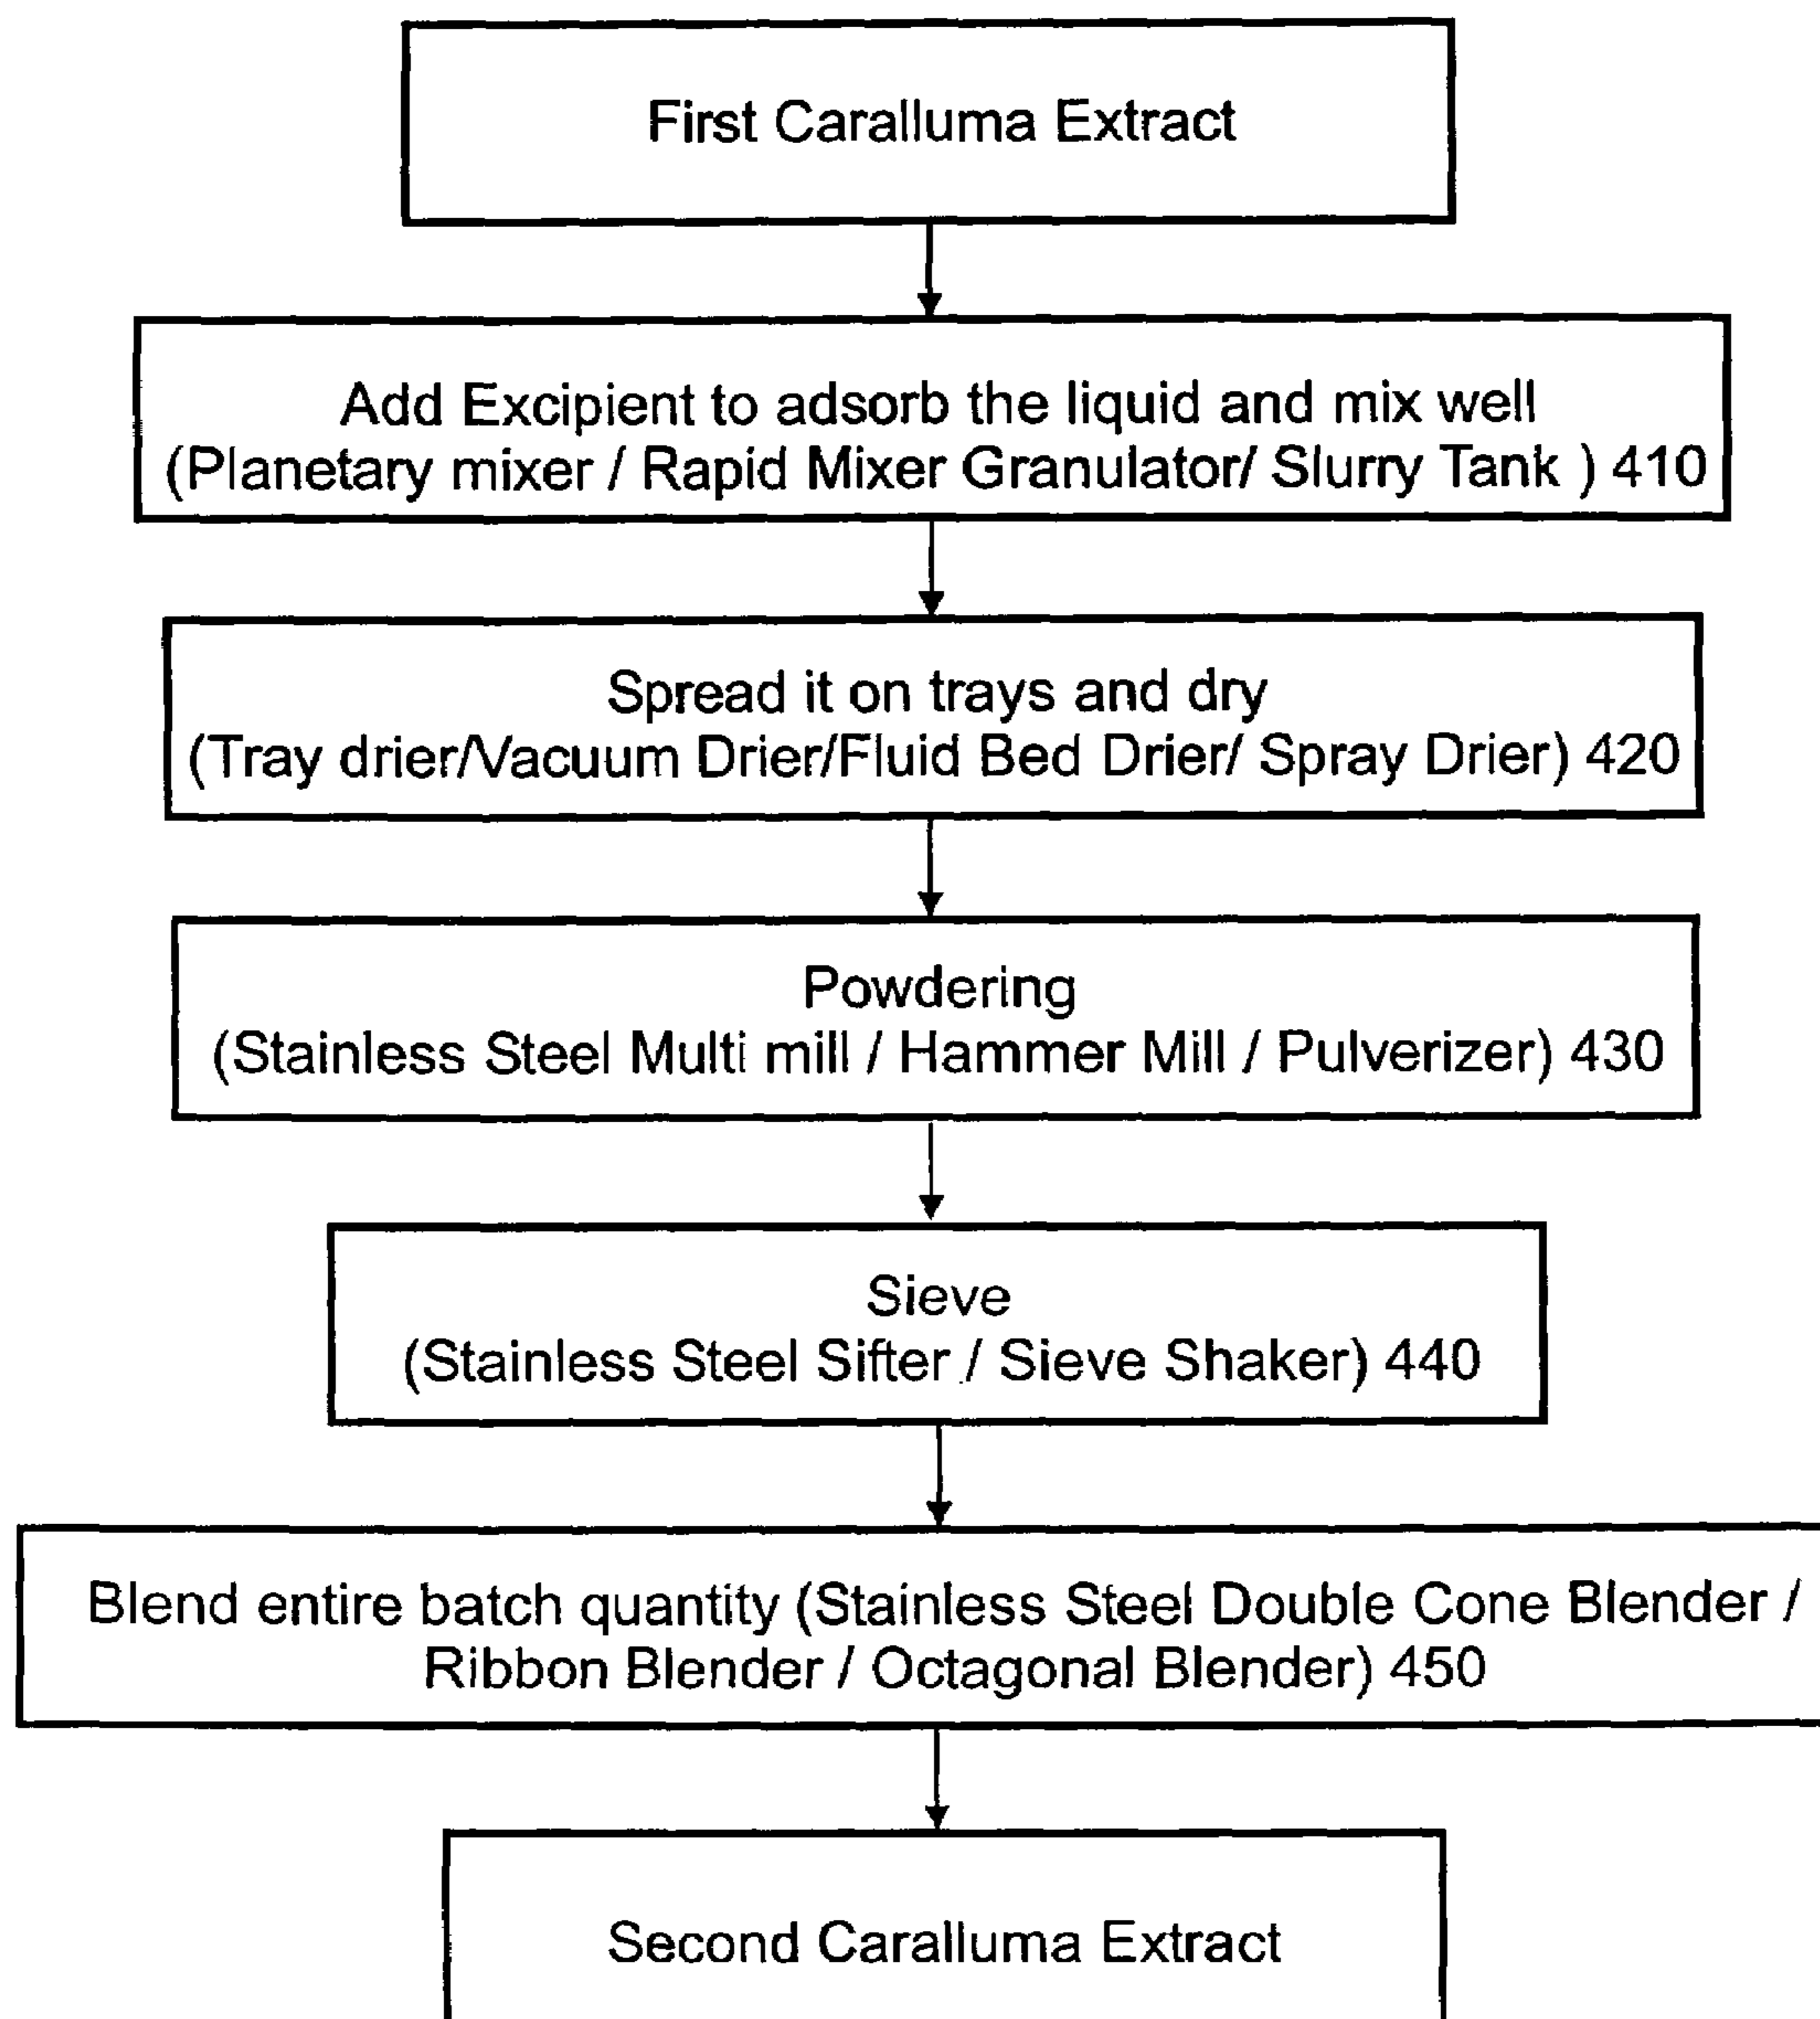 First Caralluma Extract
Add Excipient to adsorb the liquid and mix well
(Planetary mixer / Rapid Mixer Granulator/ Slurry Tank ) 410
Spread it on trays and dry
(Tray drier/Vacuum Drier/Fluid Bed Drier/ Spray Drier) 420
Powdering
(Stainless Steel Multi mill / Hammer Mill / Pulverizer) 430
Sieve
(Stainless Steel Sifter / Sieve Shaker) 440
Blend entire batch quantity (Stainless Steel Double Cone Blender /
Ribbon Blender / Octagonal Blender) 450
Second Caralluma Extract